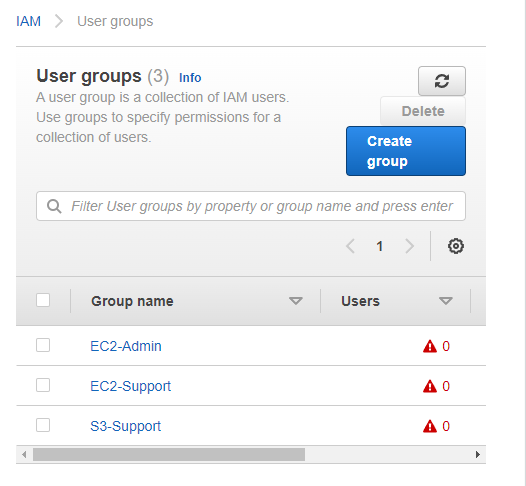 IAM > User groups
User groups (3) Info
A user group is a collection of IAM users.
Use groups to specify permissions for a
collection of users.
Delete
Create
group
Filter User groups by property or group name and press enter
1
Group name Users
EC2-Admin 0
EC2-Support 0
S3-Support 0